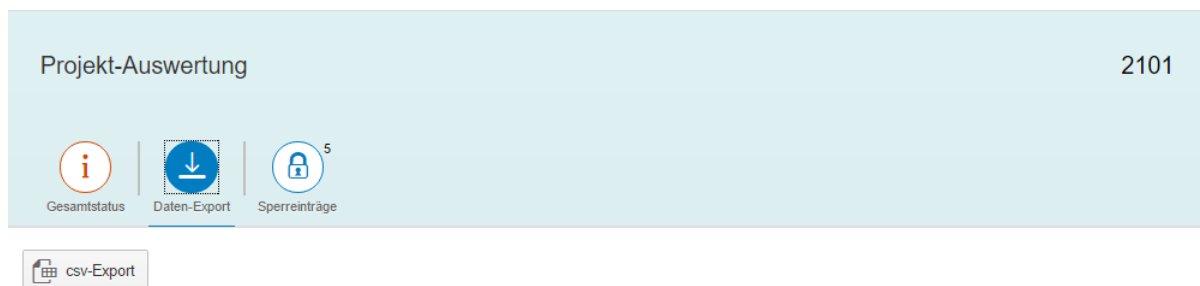 Projekt-Auswertung 2101
5
Gesamtstatus Daten-Export Sperreinträge
csv-Export